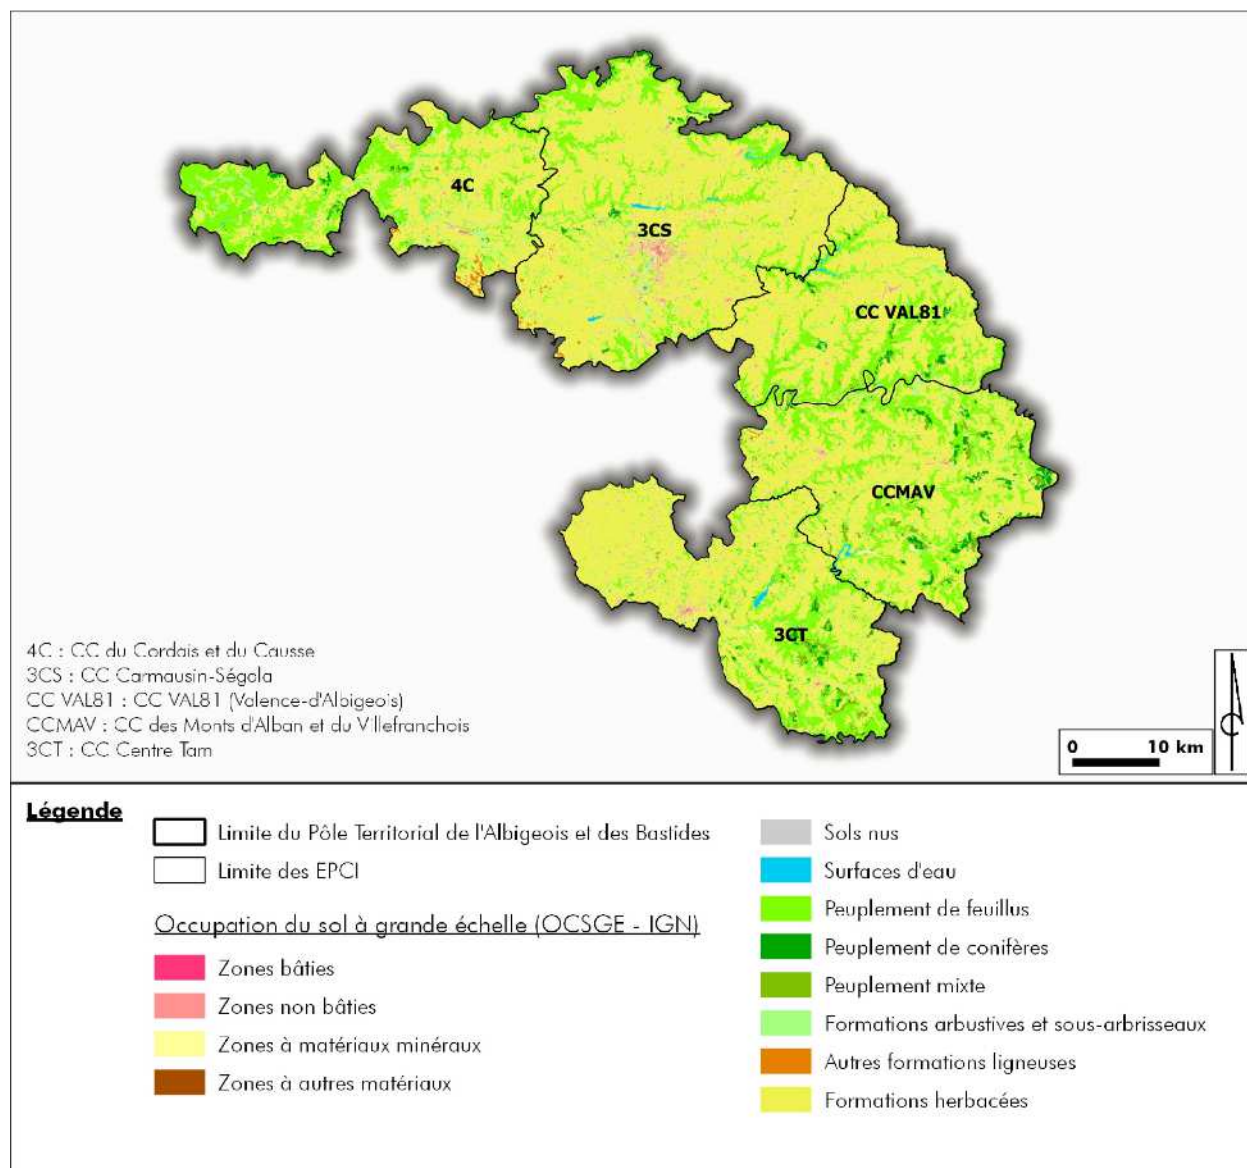 4C
3CS
CC VAL81
CCMAV
3CT
4C : CC du Cordais et du Causse
3CS : CC Carmausin-Ségala
CC VAL81 : CC VAL81 (Valence-d'Albigeois)
CCMAV : CC des Monts d'Alban et du Villefranchois
3CT : CC Centre Tarn
0 10 km
Légende
Limite du Pôle Territorial de l'Albigeois et des Bastides
Limite des EPCI
Occupation du sol à grande échelle (OCSGE - IGN)
Zones bâties
Zones non bâties
Zones à matériaux minéraux
Zones à autres matériaux
Sols nus
Surfaces d'eau
Peuplement de feuillus
Peuplement de conifères
Peuplement mixte
Formations arbustives et sous-arbrisseaux
Autres formations ligneuses
Formations herbacées